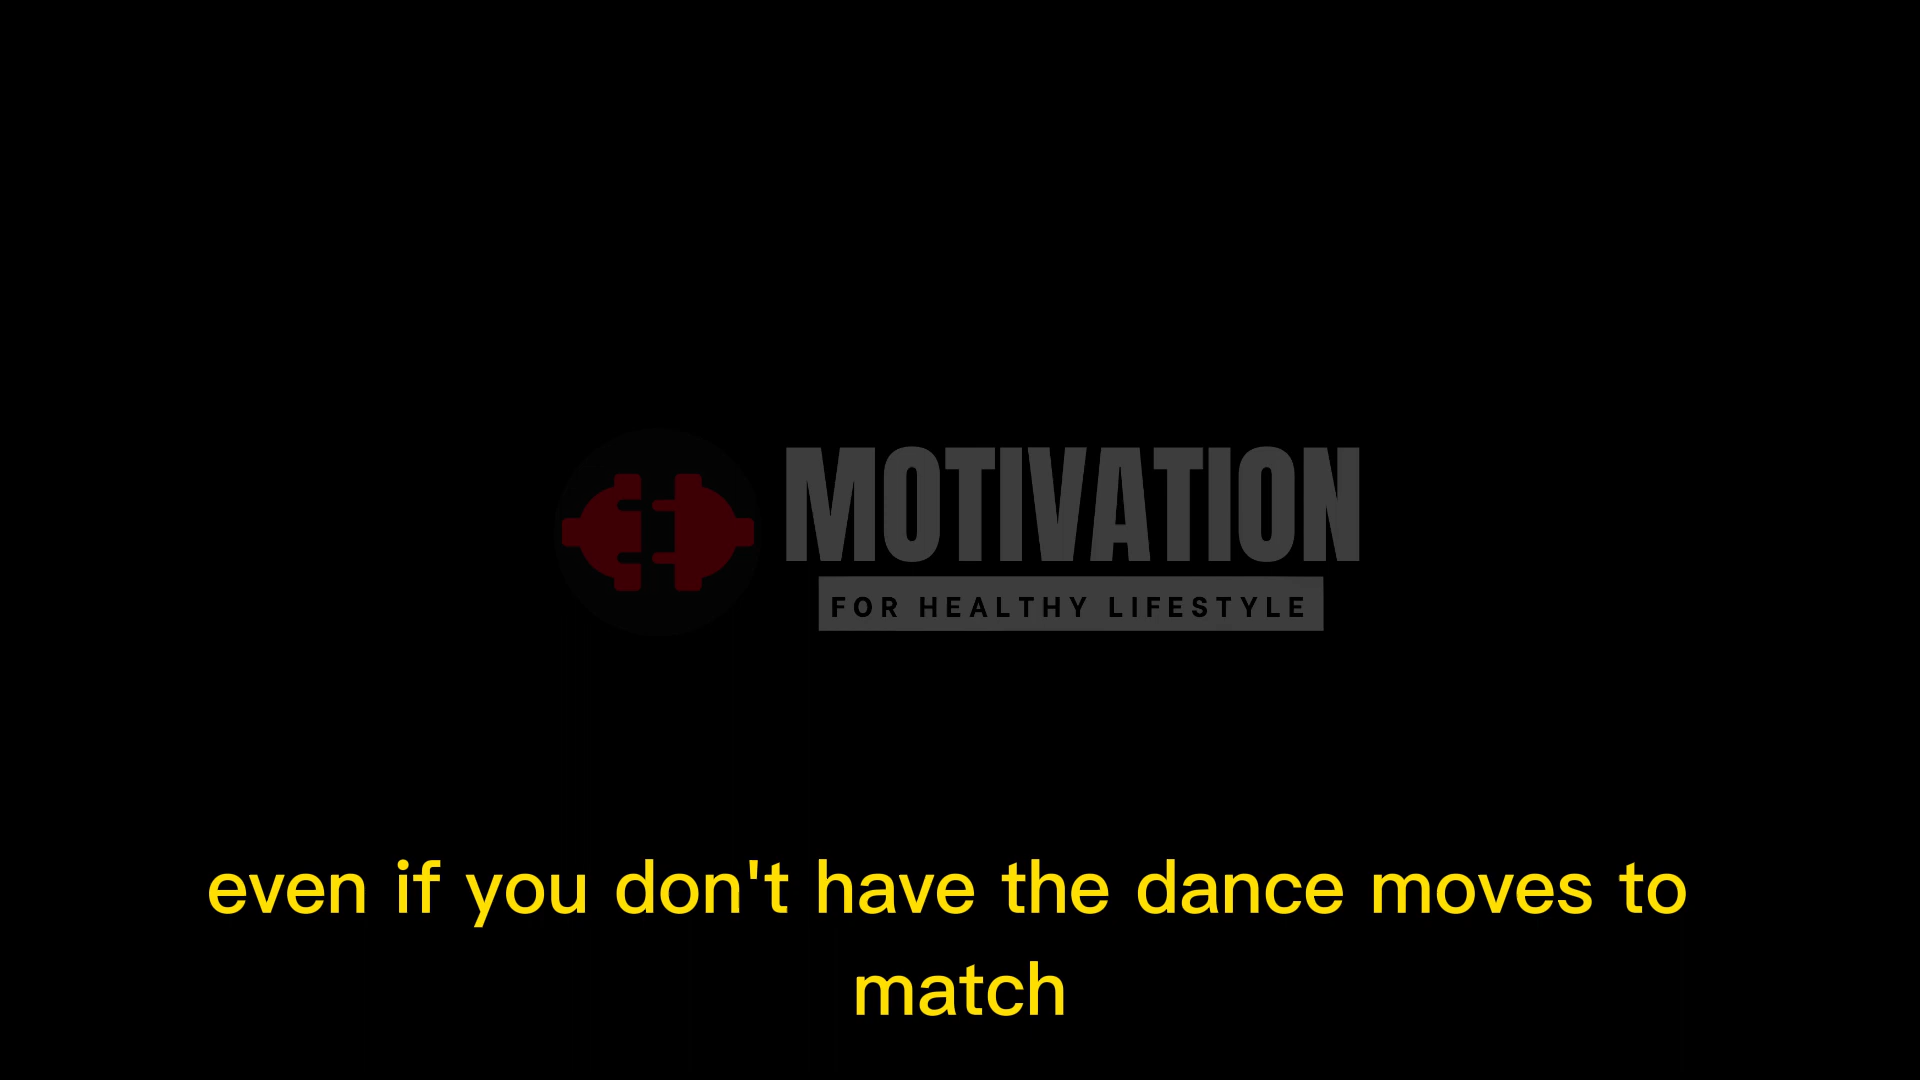 MOTIVATION
FOR HEALTHY LIFESTYLE
even if you don't have the dance moves to
match